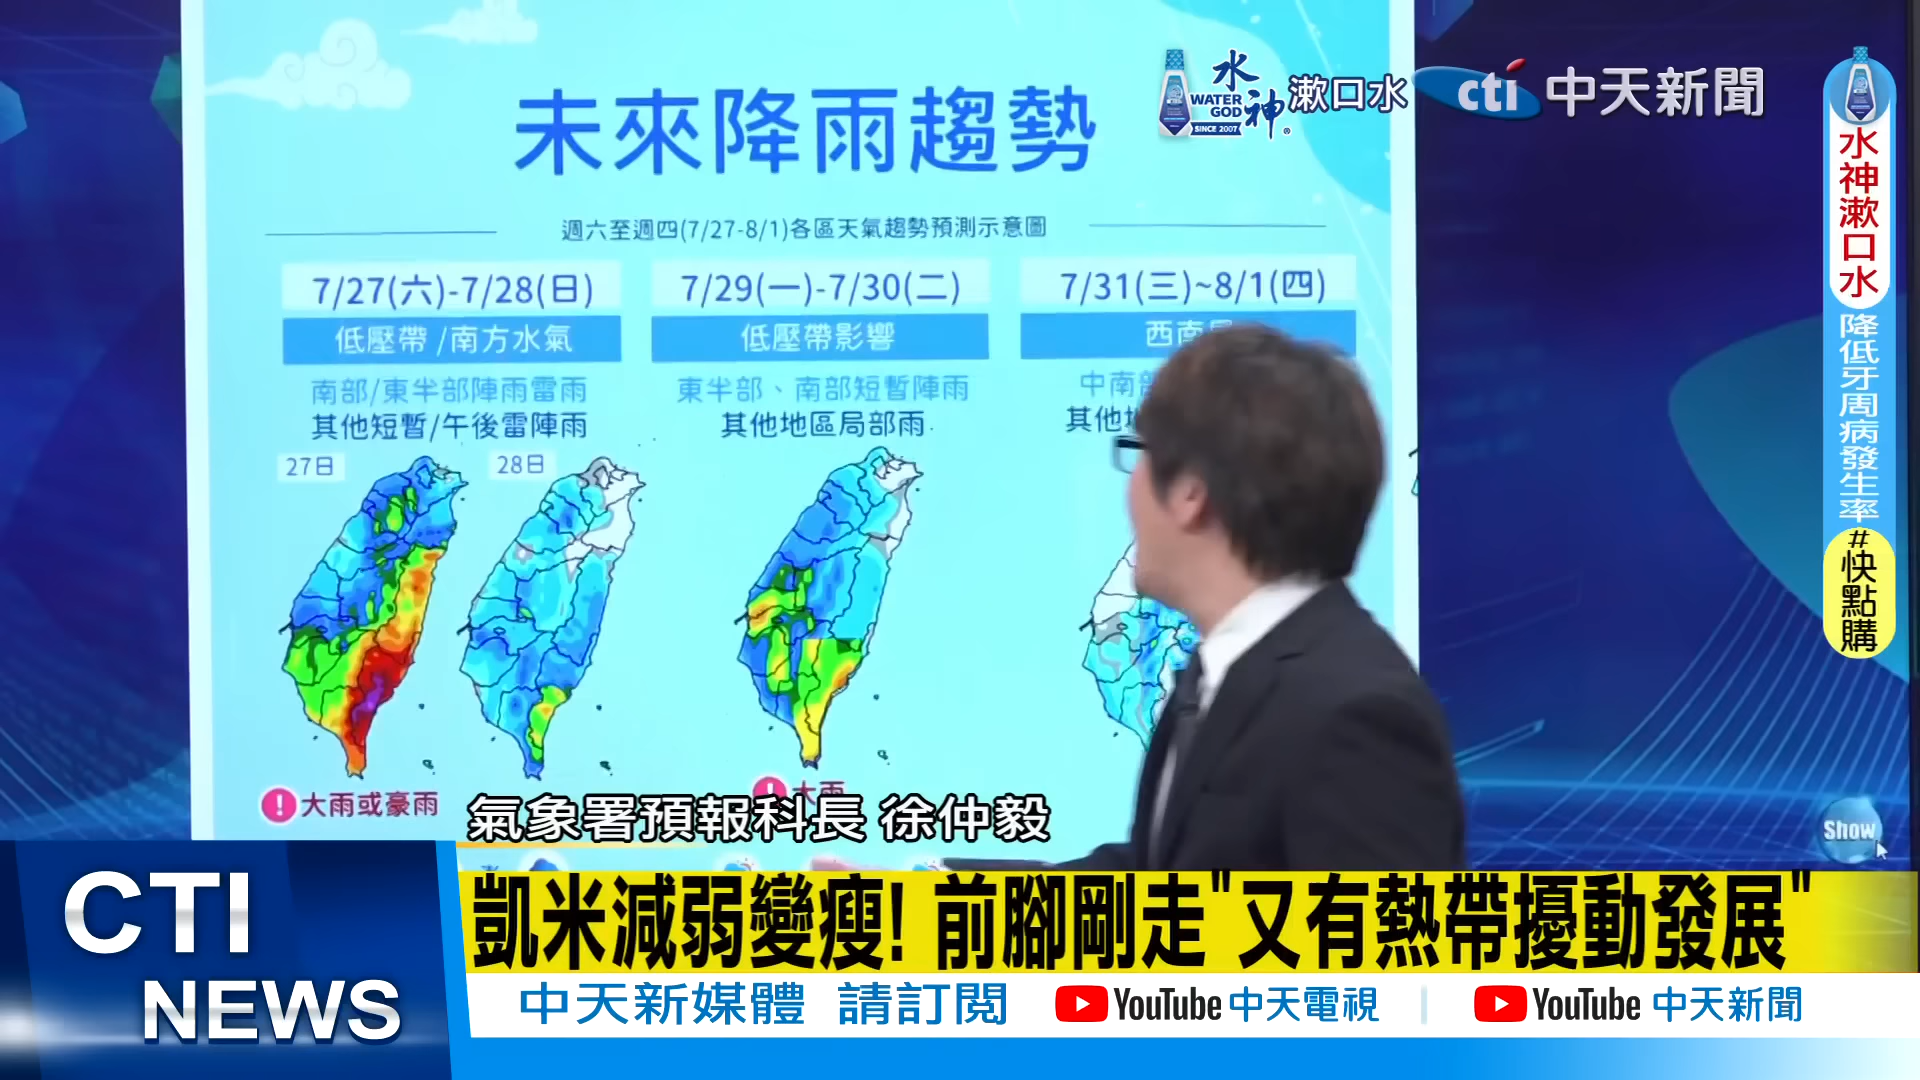 未來降雨趨勢
水神
WATER GOD
SINCE 2007
漱口水
cti 中天新聞
週六至週四(7/27-8/1)各區天氣趨勢預測示意圖
7/27(六)-7/28(日)
低壓帶/南方水氣
南部/東半部陣雨雷雨
其他短暫/午後雷陣雨
27日
28日
大雨或豪雨
7/29(一)-7/30(二)
低壓帶影響
東半部、南部短暫陣雨
其他地區局部雨
大雨
7/31(三)~8/1(四)
西南
中南
其他
水神漱口水
降低牙周病發生率
#快點購
Show
氣象署預報科長 徐仲毅
CTI NEWS
凱米減弱變瘦! 前腳剛走"又有熱帶擾動發展"
中天新媒體 請訂閱 YouTube 中天電視 | YouTube 中天新聞